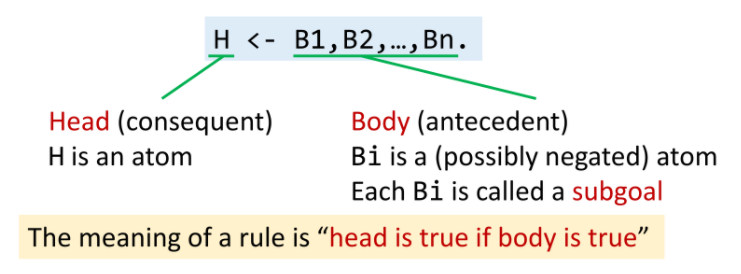 H <- B1,B2,…,Bn.
Head (consequent)
H is an atom
Body (antecedent)
Bi is a (possibly negated) atom
Each Bi is called a subgoal
The meaning of a rule is “head is true if body is true”